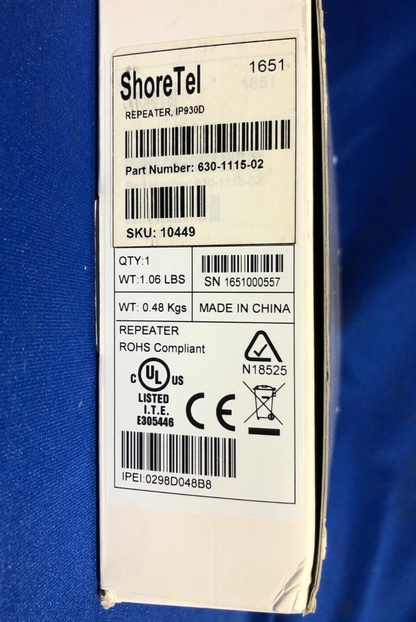 ShoreTel 1651
REPEATER, IP930D
Part Number: 630-1115-02
SKU: 10449
QTY:1
WT:1.06 LBS
SN 1651000557
WT: 0.48 Kgs
MADE IN CHINA
REPEATER
ROHS Compliant
N18525
C UL US
LISTED
I.T.E.
E305446
CE
IPEI:0298D048B8